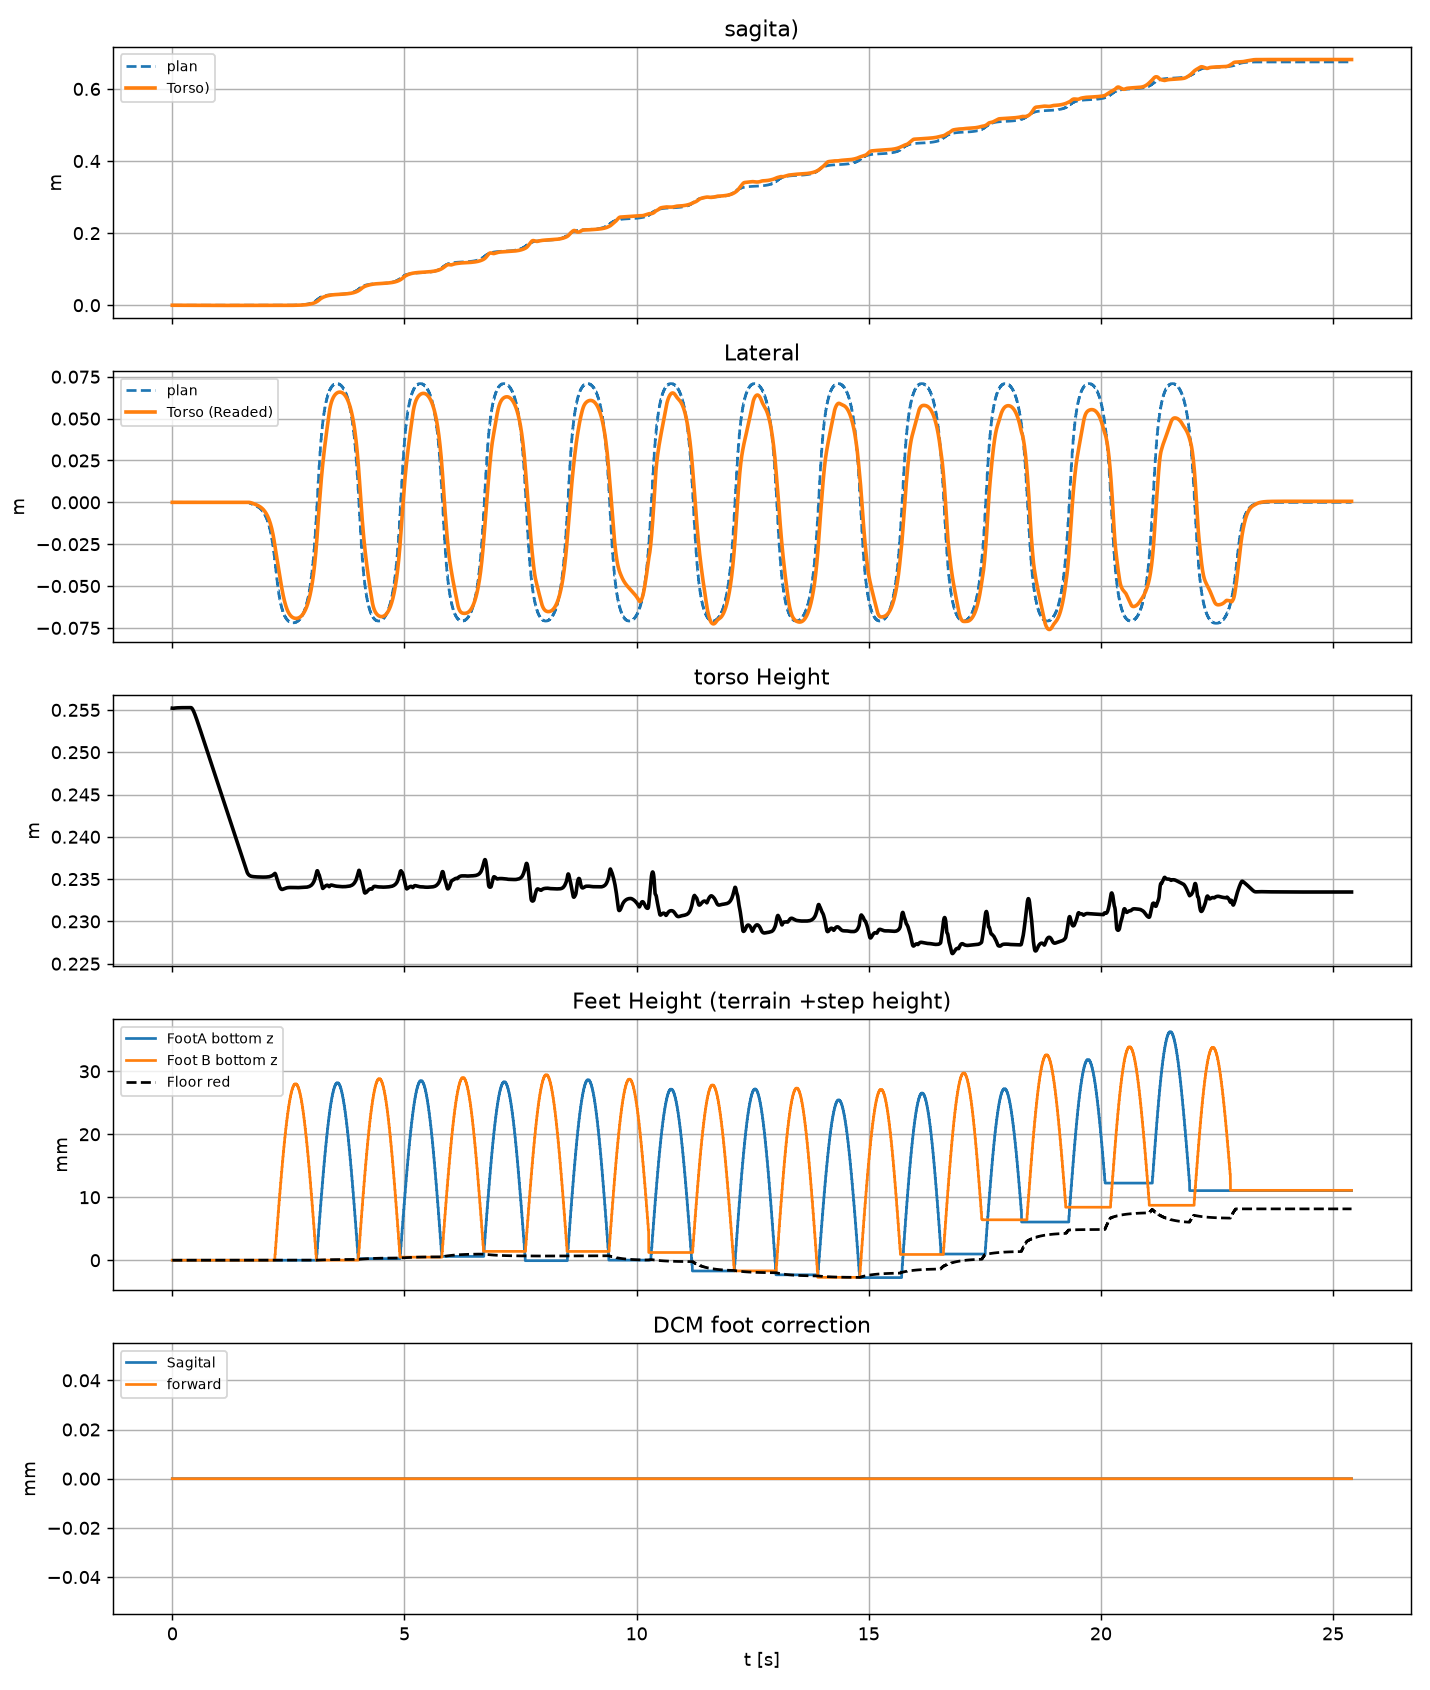 sagita)
plan
Torso)
0.6
0.4
0.2
0.0
m
Lateral
plan
Torso (Readed)
0.075
0.050
0.025
0.000
−0.025
−0.050
−0.075
m
torso Height
0.255
0.250
0.245
0.240
0.235
0.230
0.225
m
Feet Height (terrain +step height)
FootA bottom z
Foot B bottom z
Floor red
30
20
10
0
mm
DCM foot correction
Sagital
forward
0.04
0.02
0.00
−0.02
−0.04
mm
0 5 10 15 20 25
t [s]